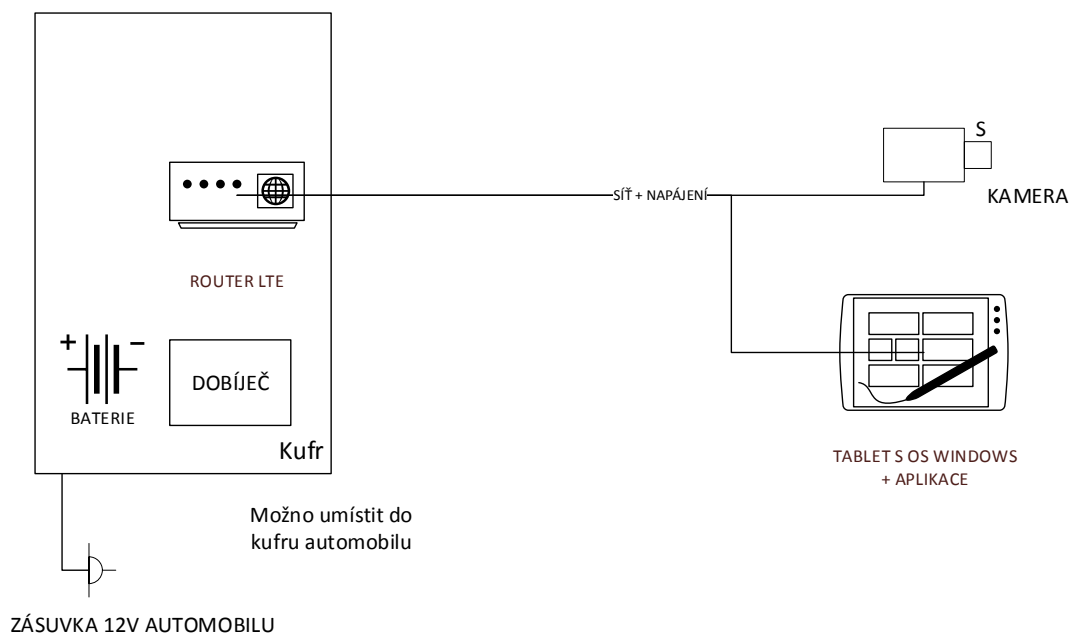 S
KAMERA
SÍŤ + NAPÁJENÍ
ROUTER LTE
+
–
BATERIE
DOBÍJEČ
Kufr
TABLET S OS WINDOWS
+ APLIKACE
Možno umístit do
kufru automobilu
ZÁSUVKA 12V AUTOMOBILU